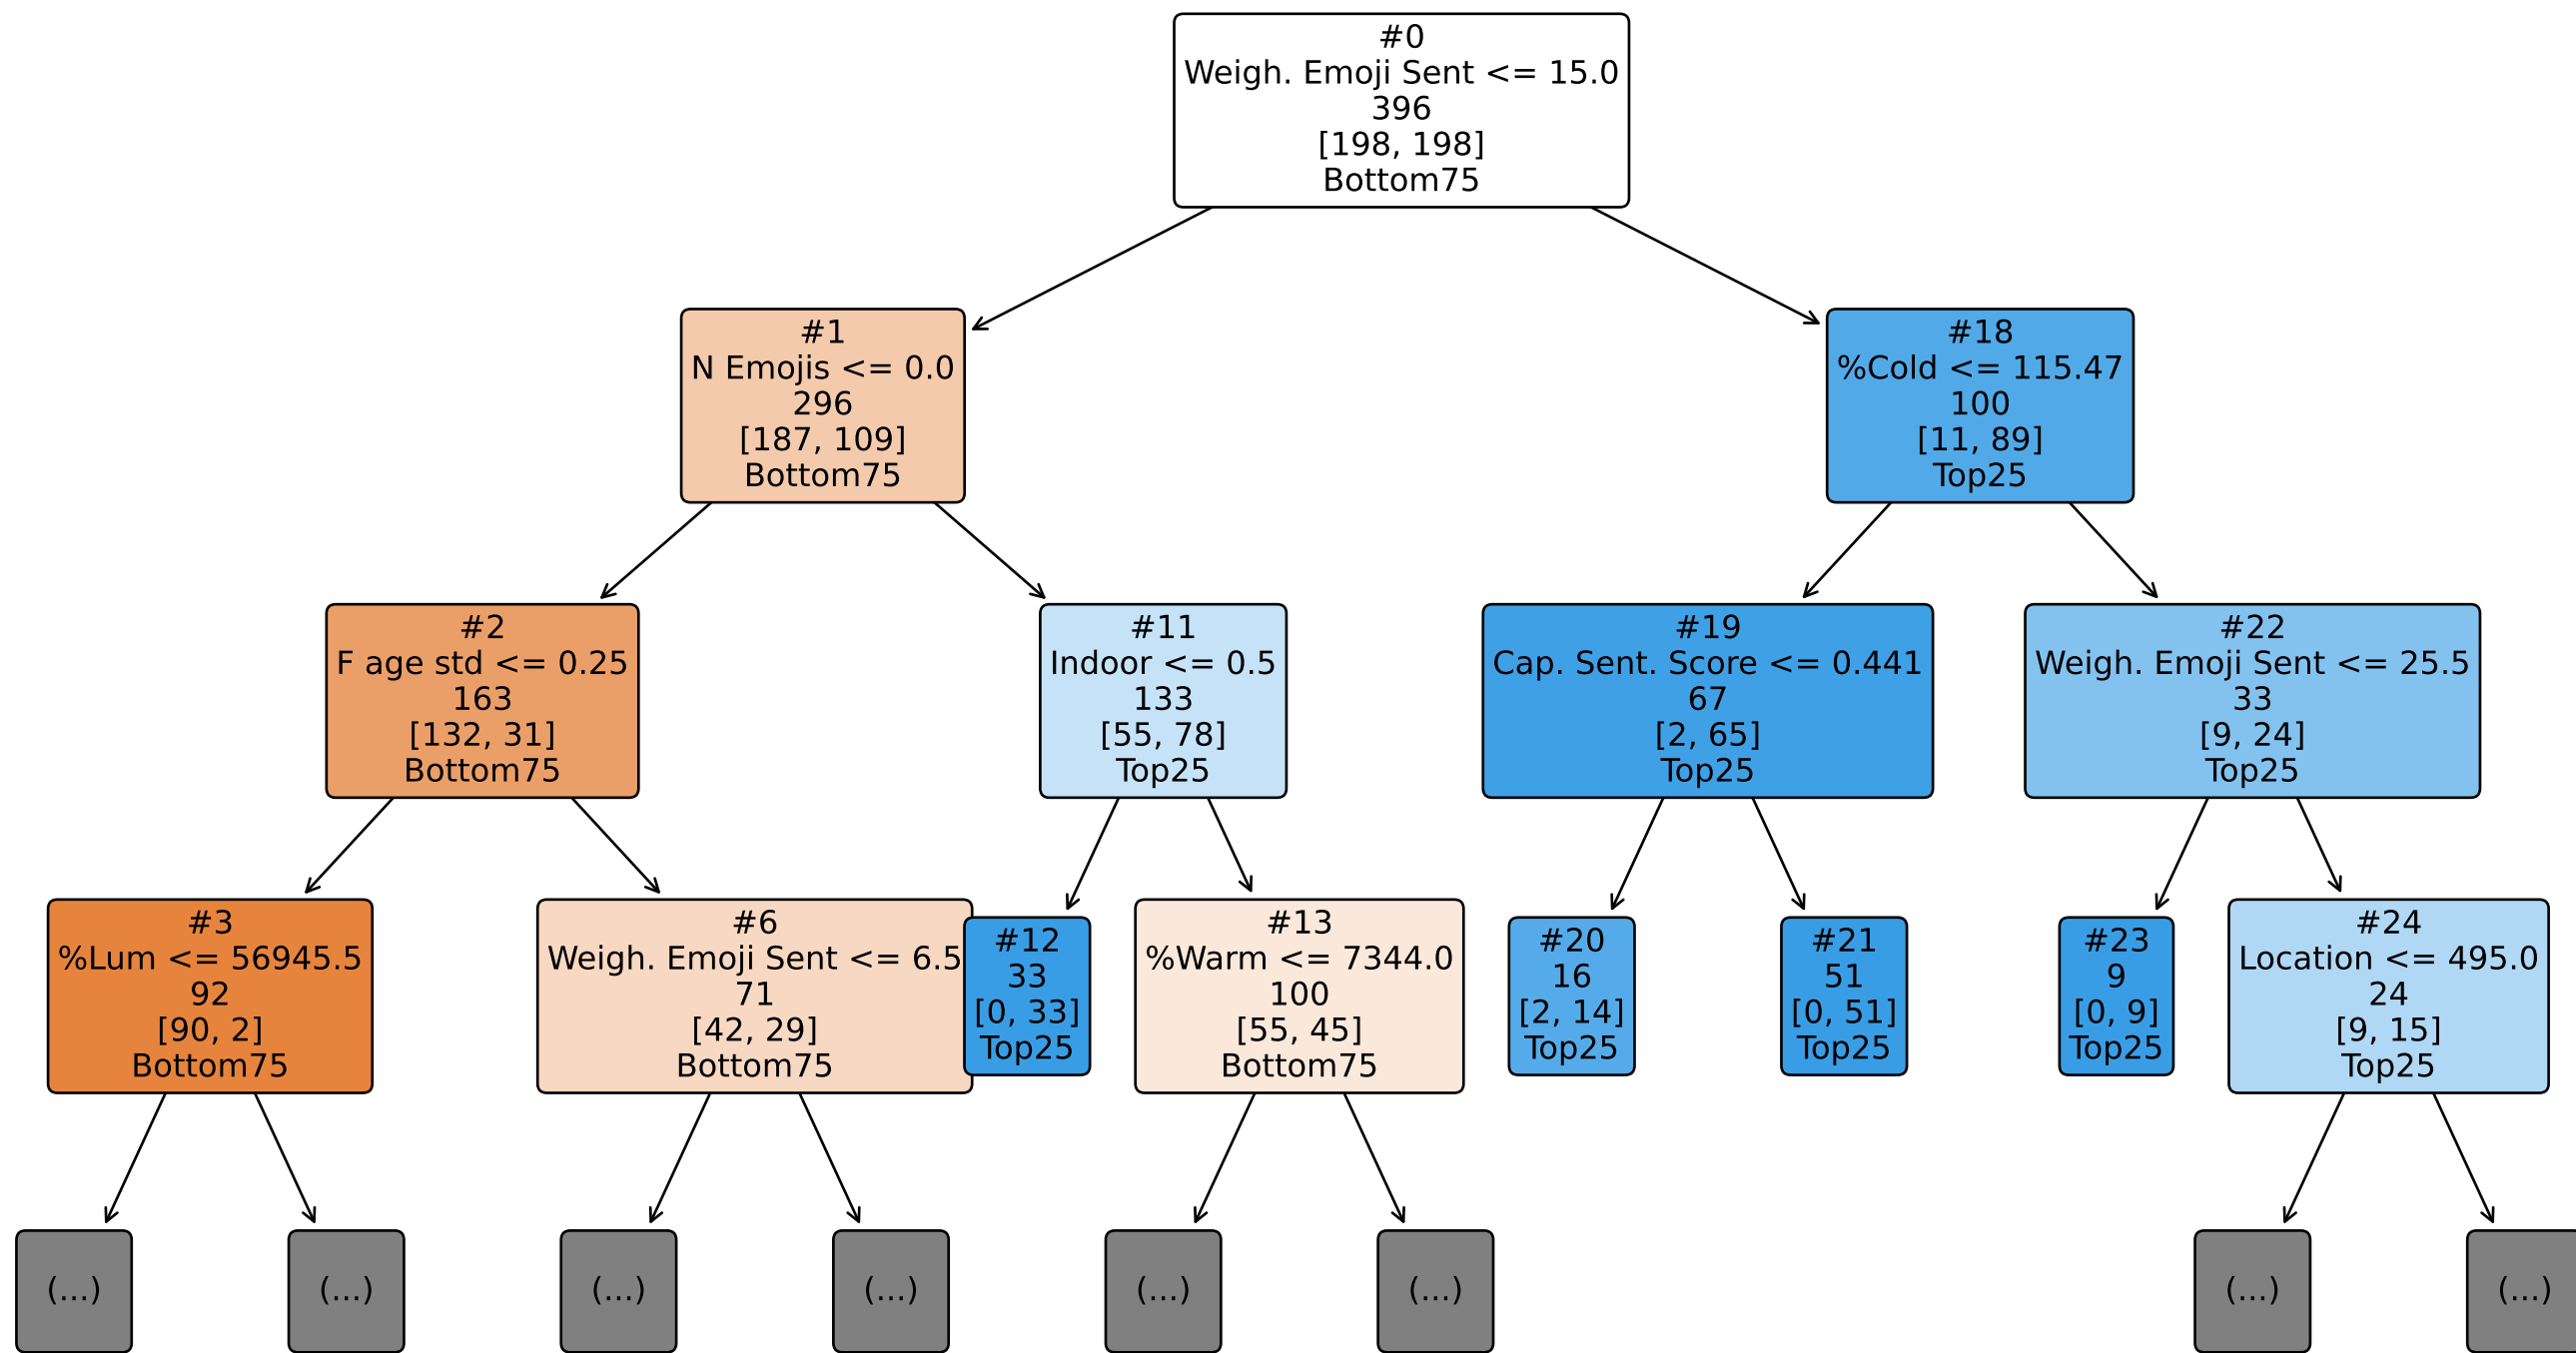 #0
Weigh. Emoji Sent <= 15.0
396
[198, 198]
Bottom75
#1
N Emojis <= 0.0
296
[187, 109]
Bottom75
#18
%Cold <= 115.47
100
[11, 89]
Top25
#2
F age std <= 0.25
163
[132, 31]
Bottom75
#11
Indoor <= 0.5
133
[55, 78]
Top25
#19
Cap. Sent. Score <= 0.441
67
[2, 65]
Top25
#22
Weigh. Emoji Sent <= 25.5
33
[9, 24]
Top25
#3
%Lum <= 56945.5
92
[90, 2]
Bottom75
#6
Weigh. Emoji Sent <= 6.5
71
[42, 29]
Bottom75
#12
33
[0, 33]
Top25
#13
%Warm <= 7344.0
100
[55, 45]
Bottom75
#20
16
[2, 14]
Top25
#21
51
[0, 51]
Top25
#23
9
[0, 9]
Top25
#24
Location <= 495.0
24
[9, 15]
Top25
(...)
(...)
(...)
(...)
(...)
(...)
(...)
(...)